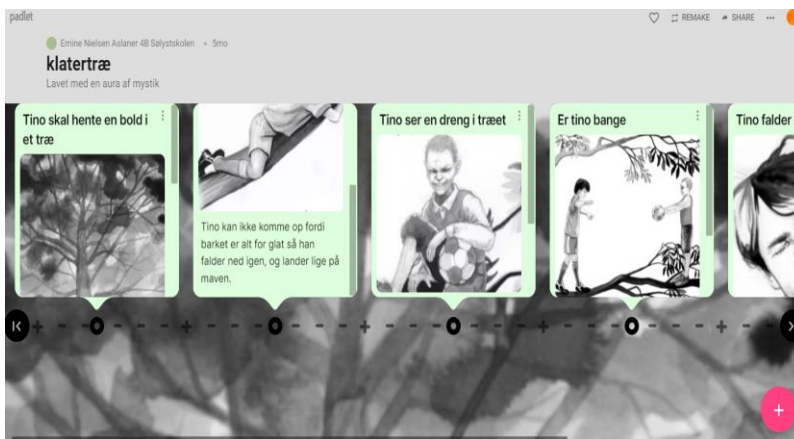 padlet
REMAKE
SHARE
Emine Nielsen Aslaner 4B Sølystskolen • 5mo
klatertræ
Lavet med en aura af mystik
Tino skal hente en bold i
et træ
Tino kan ikke komme op fordi
barket er alt for glat så han
falder ned igen, og lander lige på
maven.
Tino ser en dreng i træet
Er tino bange
Tino falder